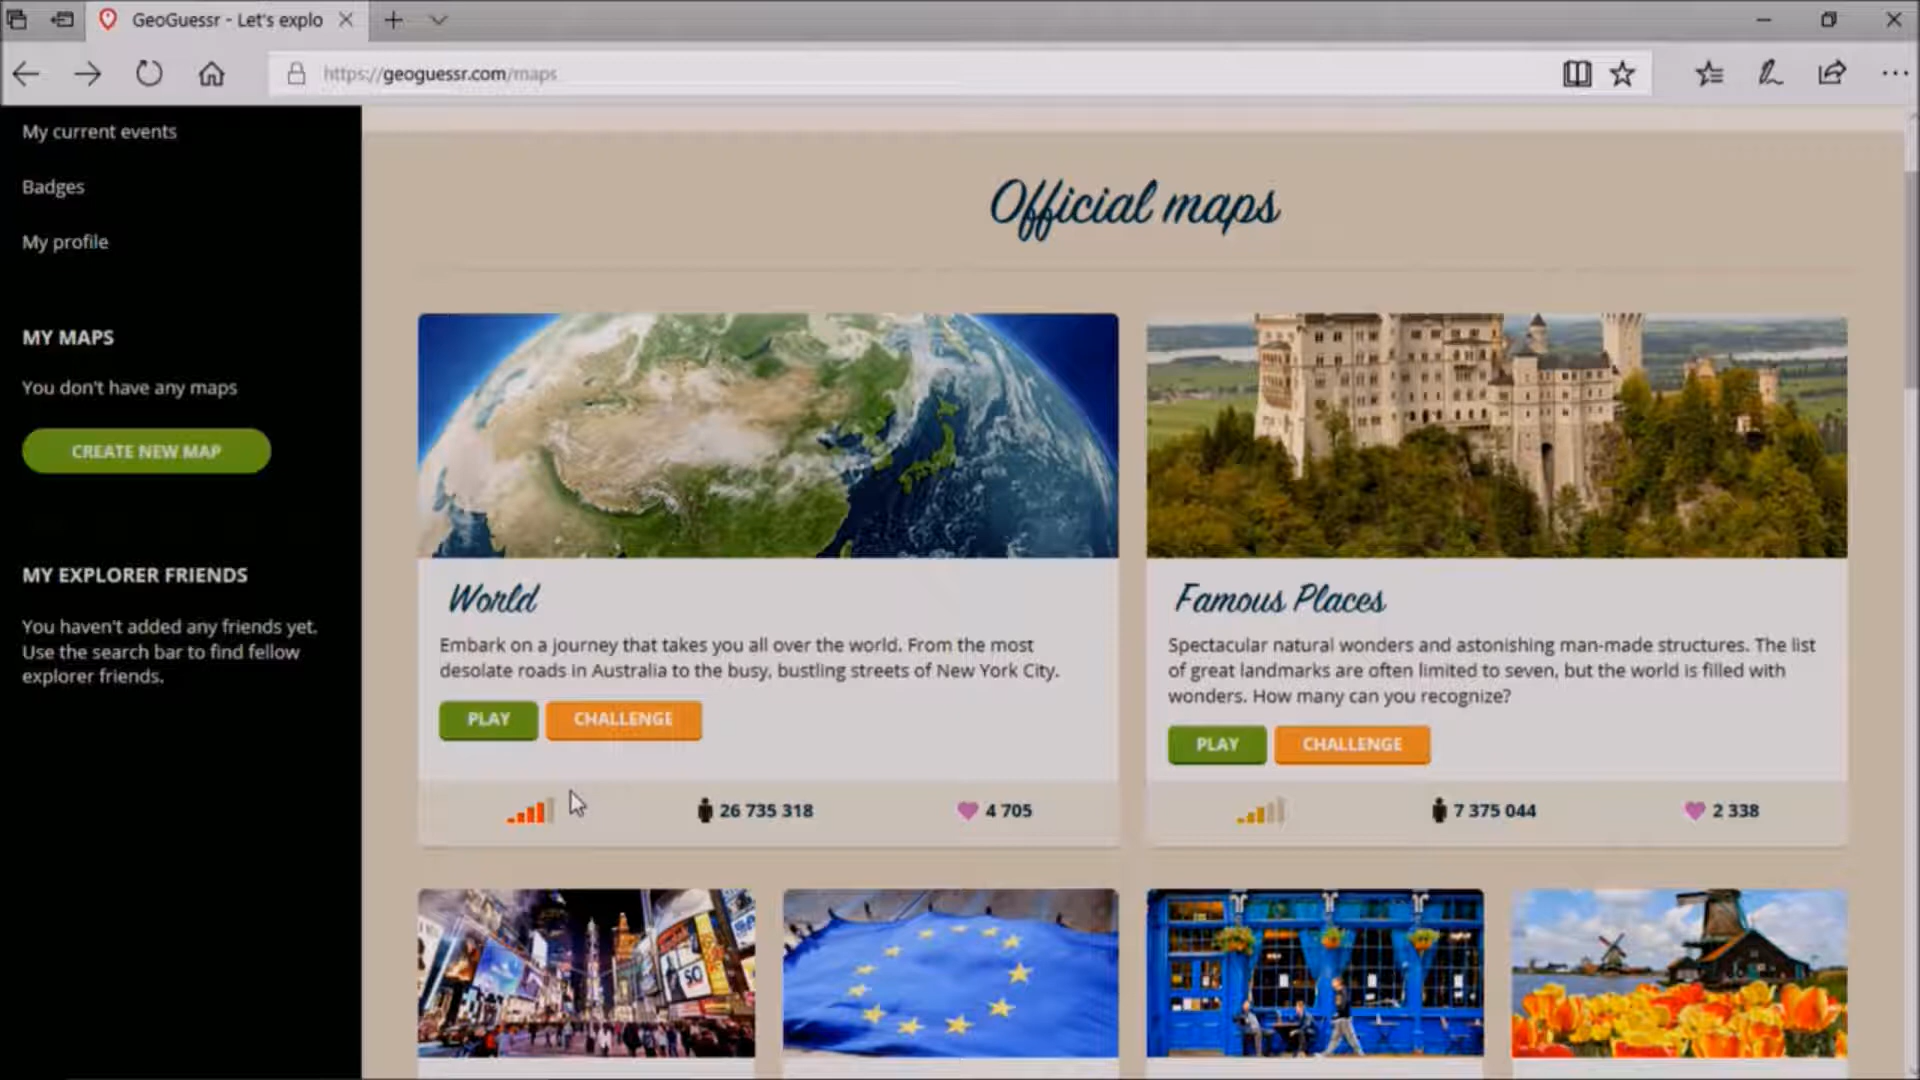 GeoGuessr - Let's explo
https://geoguessr.com/maps
My current events
Badges
My profile
MY MAPS
You don't have any maps
CREATE NEW MAP
MY EXPLORER FRIENDS
You haven't added any friends yet.
Use the search bar to find fellow
explorer friends.
Official maps
World
Embark on a journey that takes you all over the world. From the most
desolate roads in Australia to the busy, bustling streets of New York City.
PLAY
CHALLENGE
26 735 318
4 705
Famous Places
Spectacular natural wonders and astonishing man-made structures. The list
of great landmarks are often limited to seven, but the world is filled with
wonders. How many can you recognize?
PLAY
CHALLENGE
7 375 044
2 338